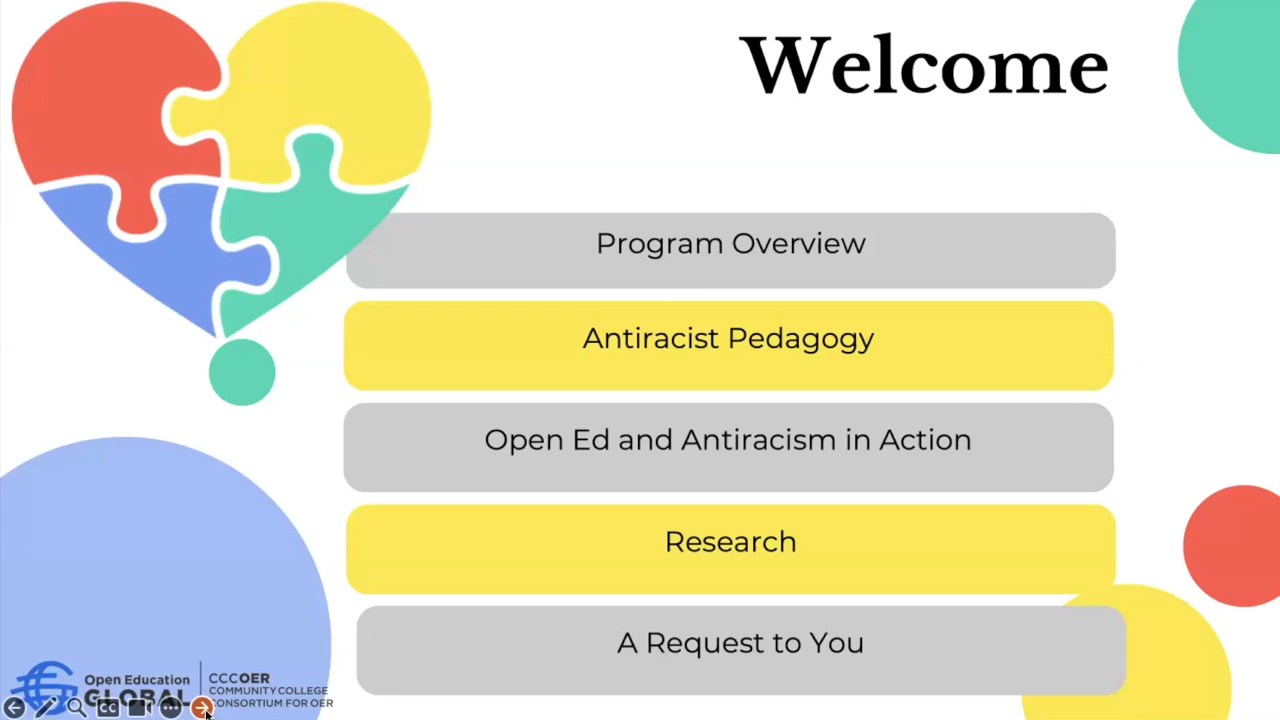 Welcome
Program Overview
Antiracist Pedagogy
Open Ed and Antiracism in Action
Research
A Request to You
Open Education
GLOBAL
CCCOER
COMMUNITY COLLEGE
CONSORTIUM FOR OER
CC